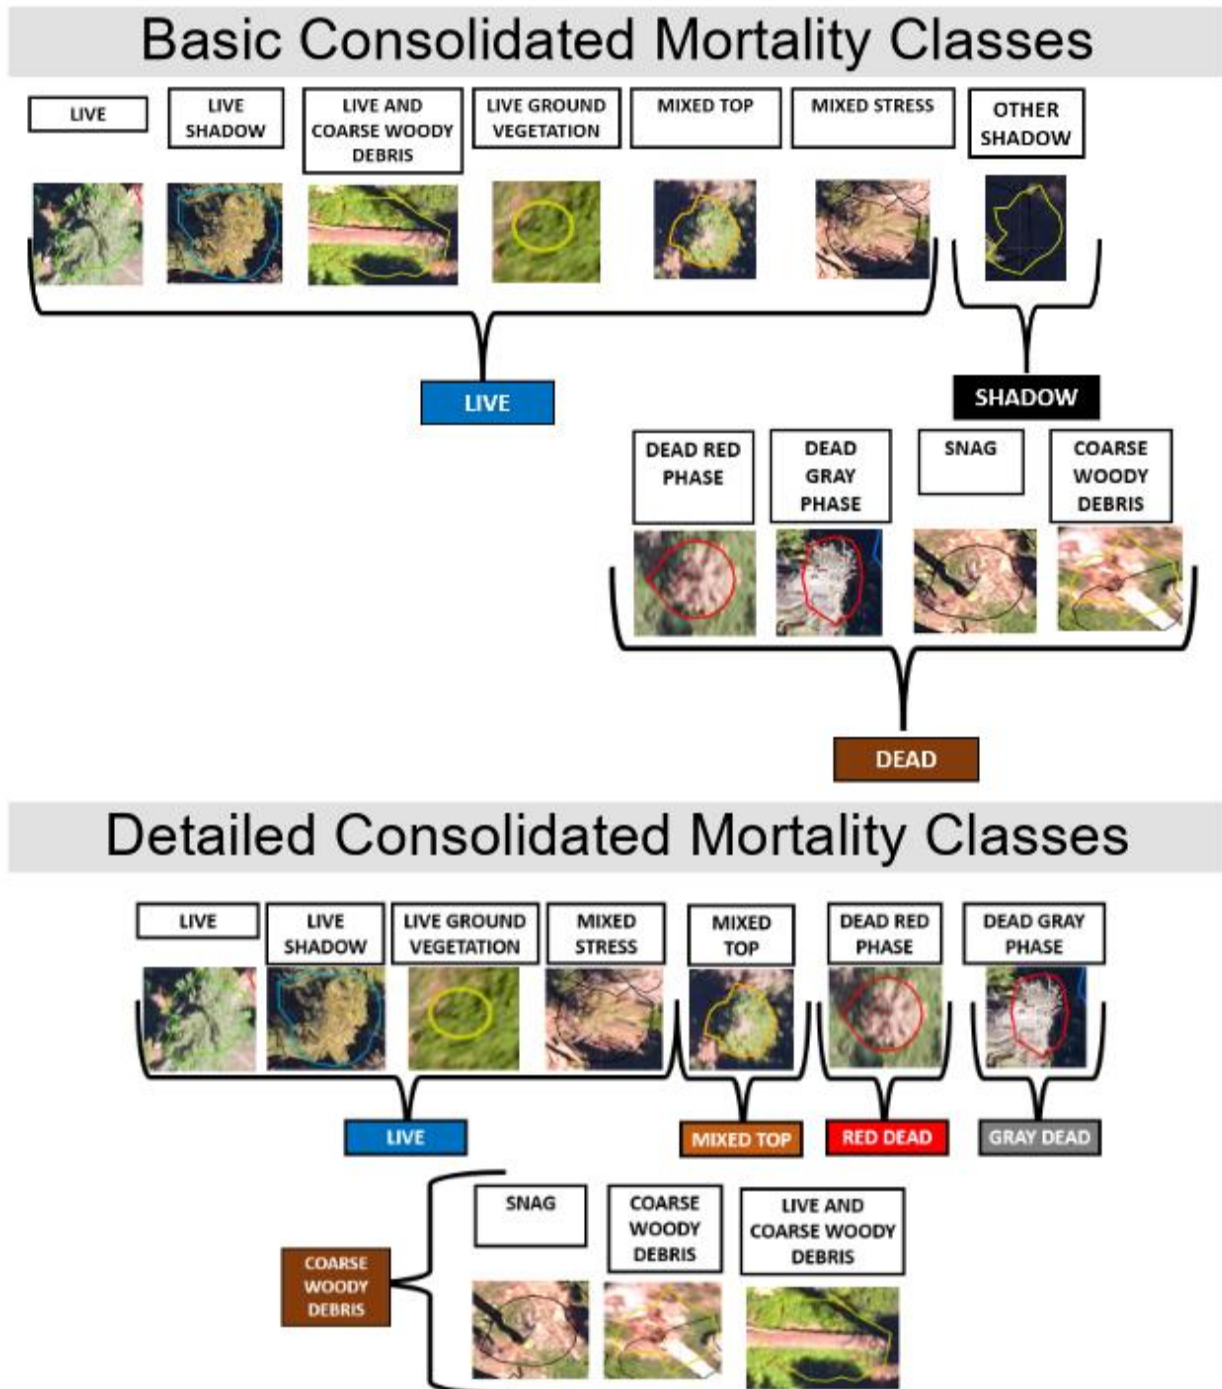 Basic Consolidated Mortality Classes
LIVE
LIVE
SHADOW
LIVE AND
COARSE WOODY
DEBRIS
LIVE GROUND
VEGETATION
MIXED TOP
MIXED STRESS
OTHER
SHADOW
LIVE
SHADOW
DEAD RED
PHASE
DEAD
GRAY
PHASE
SNAG
COARSE
WOODY
DEBRIS
DEAD
Detailed Consolidated Mortality Classes
LIVE
LIVE
SHADOW
LIVE GROUND
VEGETATION
MIXED
STRESS
MIXED
TOP
DEAD RED
PHASE
DEAD GRAY
PHASE
LIVE
MIXED TOP
RED DEAD
GRAY DEAD
COARSE
WOODY
DEBRIS
SNAG
COARSE
WOODY
DEBRIS
LIVE AND
COARSE WOODY
DEBRIS